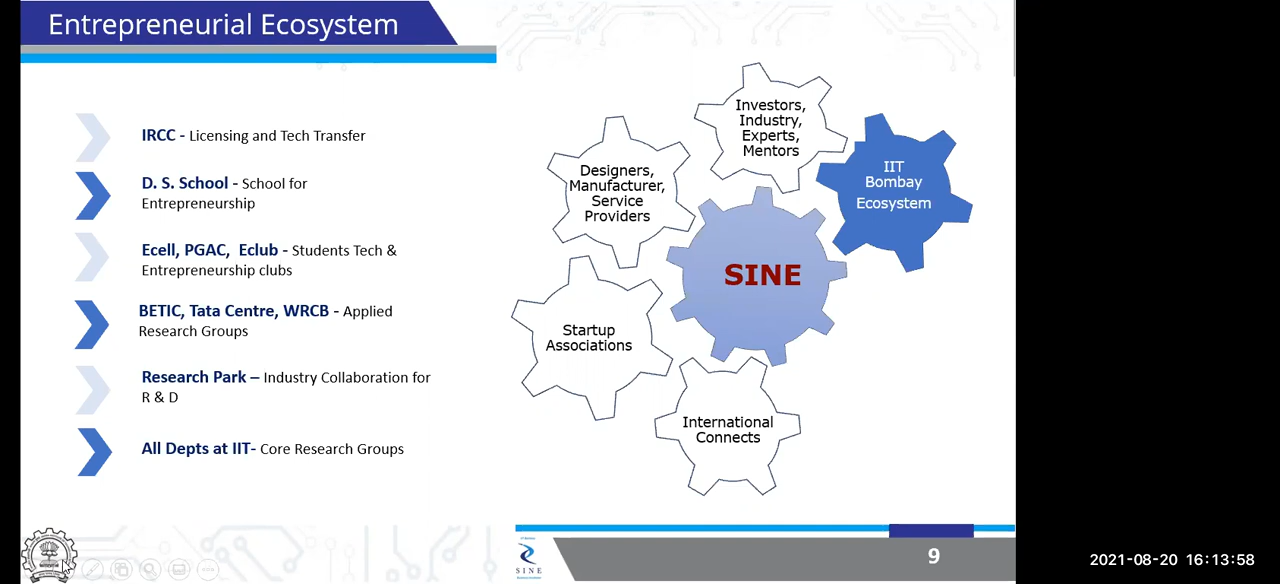 Entrepreneurial Ecosystem
IRCC - Licensing and Tech Transfer
D. S. School - School for
Entrepreneurship
Ecell, PGAC, Eclub - Students Tech &
Entrepreneurship clubs
BETIC, Tata Centre, WRCB - Applied
Research Groups
Research Park – Industry Collaboration for
R & D
All Depts at IIT- Core Research Groups
Investors,
Industry,
Experts,
Mentors
IIT
Bombay
Ecosystem
Designers,
Manufacturer,
Service
Providers
SINE
Startup
Associations
International
Connects
SINE
9
2021-08-20 16:13:58